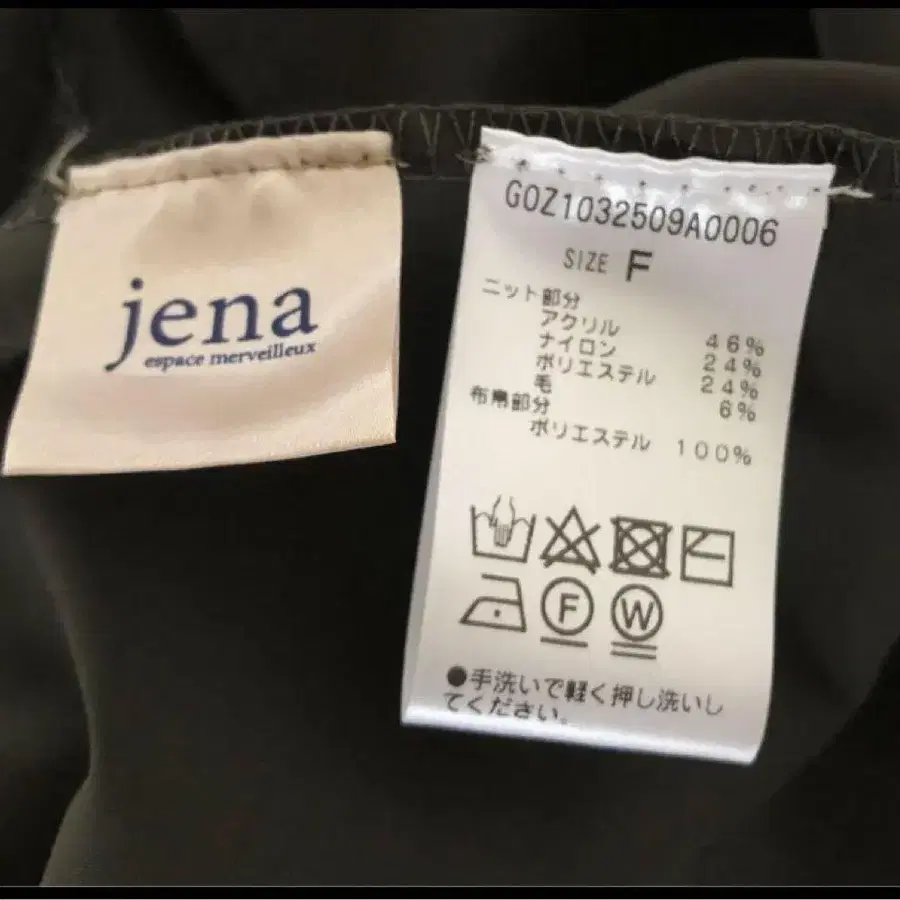 jena
espace merveilleux
G0Z1032509A0006
SIZE F
ニット部分
アクリル 46%
ナイロン 24%
ポリエステル 24%
毛 6%
布帛部分
ポリエステル 100%
F W
●手洗いで軽く押し洗いし
てください。